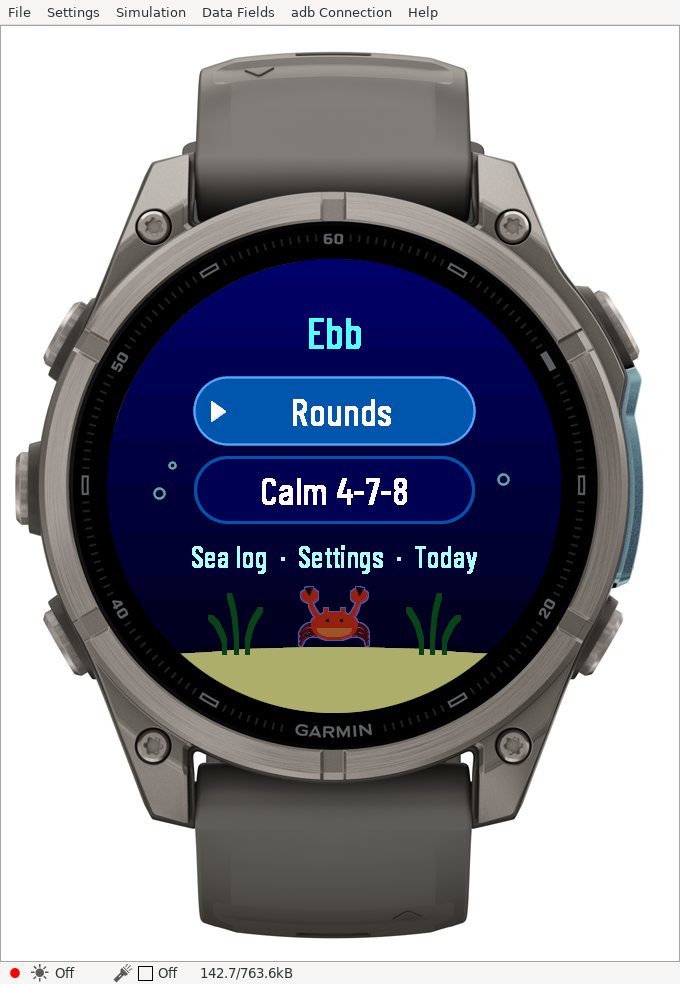 File Settings Simulation Data Fields adb Connection Help
60
50
Ebb
Rounds
Calm 4-7-8
Sea log · Settings · Today
40
20
GARMIN
Off Off 142.7/763.6kB